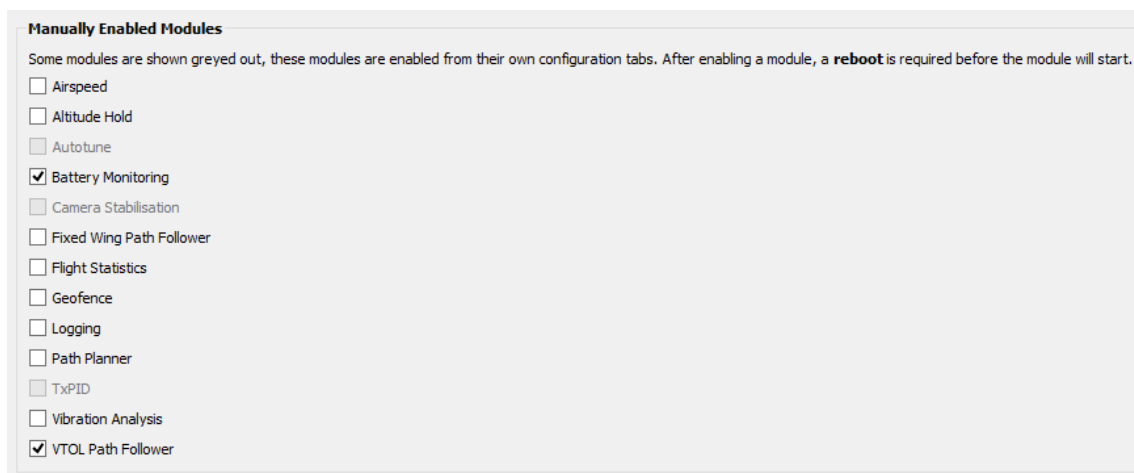 Manually Enabled Modules
Some modules are shown greyed out, these modules are enabled from their own configuration tabs. After enabling a module, a reboot is required before the module will start.
Airspeed
Altitude Hold
Autotune
Battery Monitoring
Camera Stabilisation
Fixed Wing Path Follower
Flight Statistics
Geofence
Logging
Path Planner
TxPID
Vibration Analysis
VTOL Path Follower